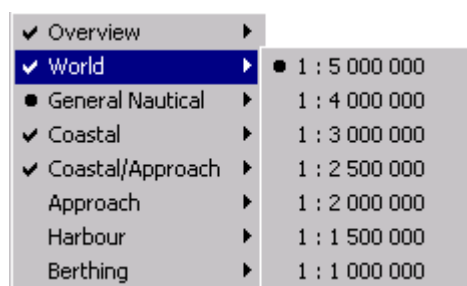 Overview
World
General Nautical
Coastal
Coastal/Approach
Approach
Harbour
Berthing
1 : 5 000 000
1 : 4 000 000
1 : 3 000 000
1 : 2 500 000
1 : 2 000 000
1 : 1 500 000
1 : 1 000 000